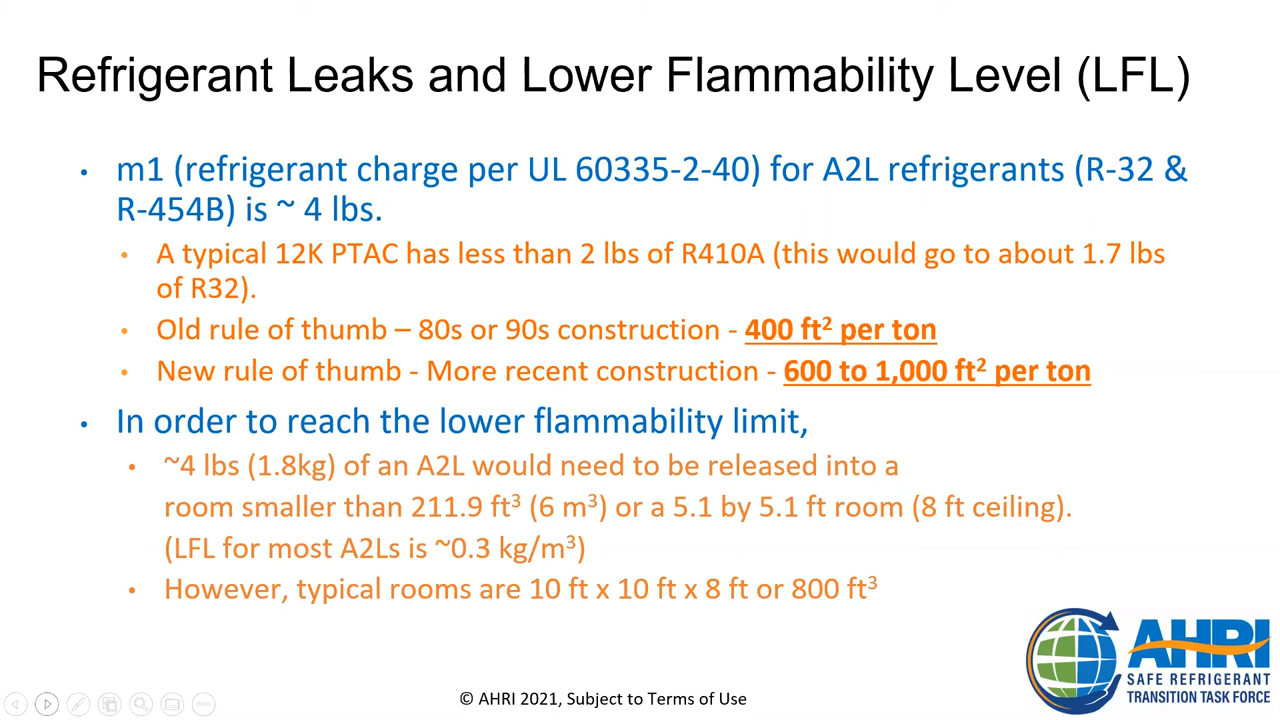 Refrigerant Leaks and Lower Flammability Level (LFL)
• m1 (refrigerant charge per UL 60335-2-40) for A2L refrigerants (R-32 &
R-454B) is ~ 4 lbs.
• A typical 12K PTAC has less than 2 lbs of R410A (this would go to about 1.7 lbs
of R32).
• Old rule of thumb – 80s or 90s construction - 400 ft² per ton
• New rule of thumb - More recent construction - 600 to 1,000 ft² per ton
• In order to reach the lower flammability limit,
• ~4 lbs (1.8kg) of an A2L would need to be released into a
room smaller than 211.9 ft³ (6 m³) or a 5.1 by 5.1 ft room (8 ft ceiling).
(LFL for most A2Ls is ~0.3 kg/m³)
• However, typical rooms are 10 ft x 10 ft x 8 ft or 800 ft³
AHRI
SAFE REFRIGERANT
TRANSITION TASK FORCE
© AHRI 2021, Subject to Terms of Use